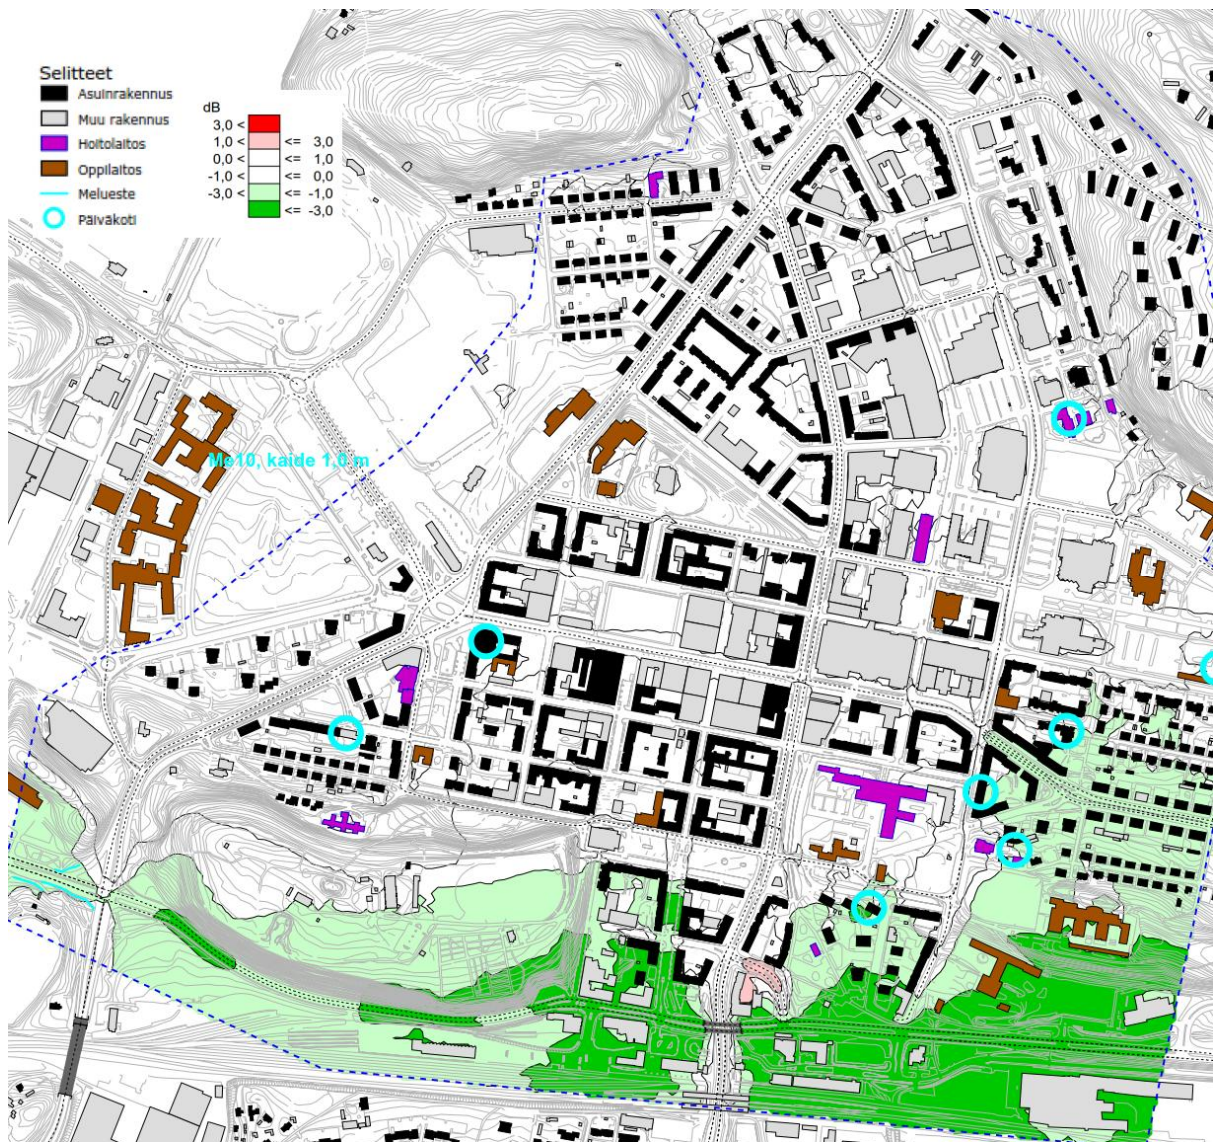 Selitteet
Asuinrakennus
Muu rakennus
Hoitolaitos
Oppilaitos
Melueste
Päiväkoti
dB
3,0 <
1,0 < <= 3,0
0,0 < <= 1,0
-1,0 < <= 0,0
-3,0 < <= -1,0
<= -3,0
Me10, kaide 1,0 m